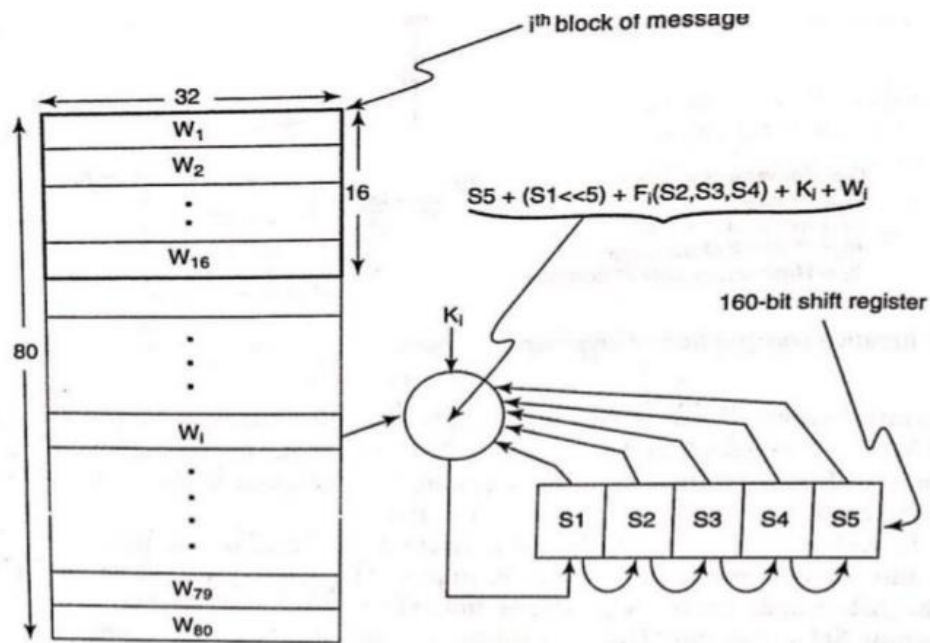 iᵗʰ block of message
32
W₁
W₂
16
S5 + (S1<<5) + Fᵢ(S2,S3,S4) + Kᵢ + Wᵢ
W₁₆
160-bit shift register
Kᵢ
80
Wᵢ
S1 S2 S3 S4 S5
W₇₉
W₈₀